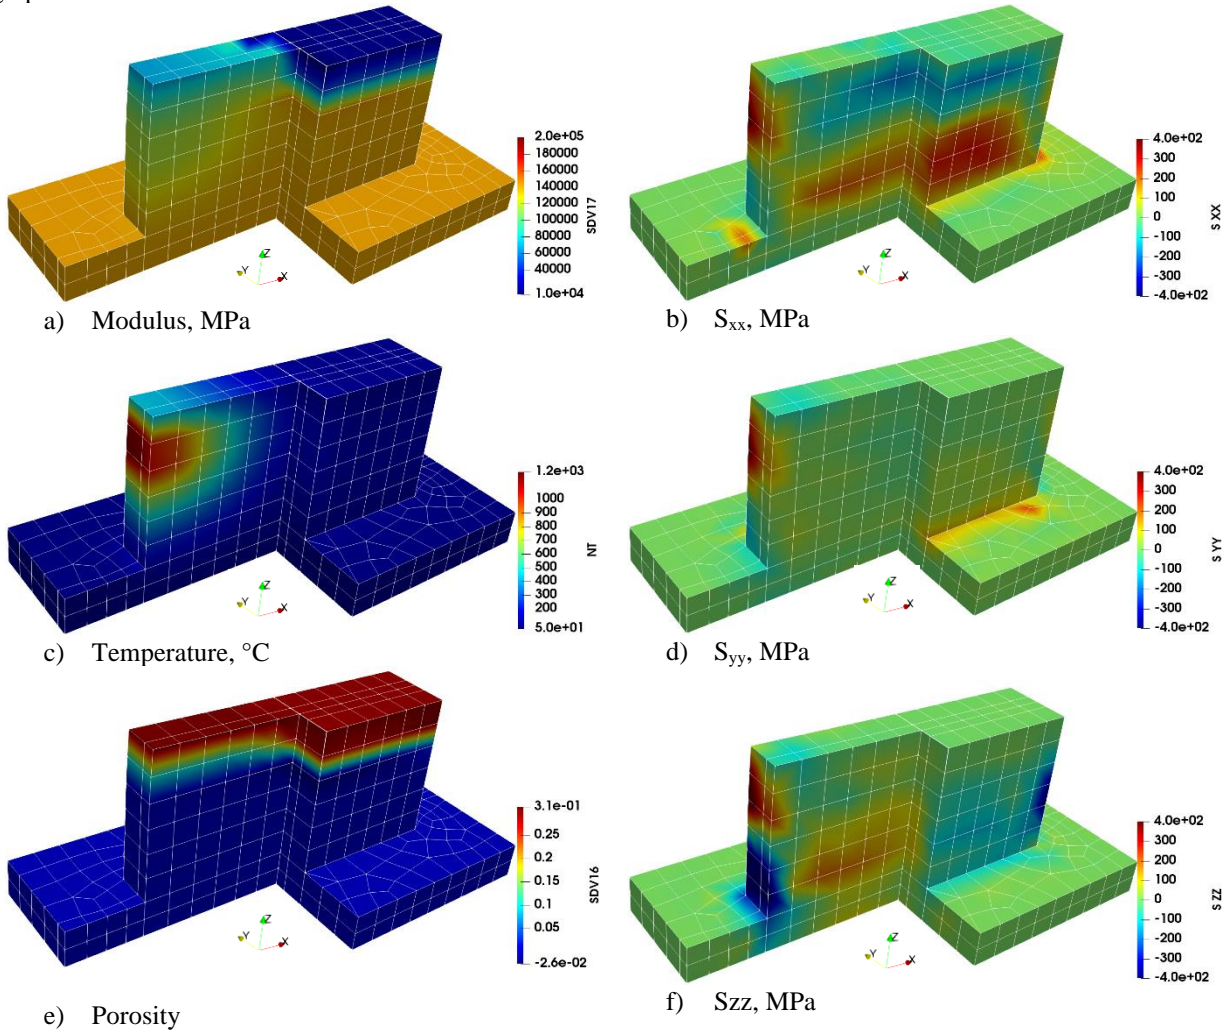 2.0e+05
180000
160000
140000
120000
100000
80000
60000
40000
1.0e+04
SDV17
Z
Y
X
a) Modulus, MPa
4.0e+02
300
200
100
0
-100
-200
-300
-4.0e+02
S XX
Z
Y
X
b) Sxx, MPa
1.2e+03
1000
900
800
700
600
500
400
300
200
5.0e+01
NT
Z
Y
X
c) Temperature, °C
4.0e+02
300
200
100
0
-100
-200
-300
-4.0e+02
S YY
Z
Y
X
d) Syy, MPa
3.1e-01
0.25
0.2
0.15
0.1
0.05
-2.6e-02
SDV16
Z
Y
X
e) Porosity
4.0e+02
300
200
100
0
-100
-200
-300
-4.0e+02
S ZZ
Z
Y
X
f) Szz, MPa